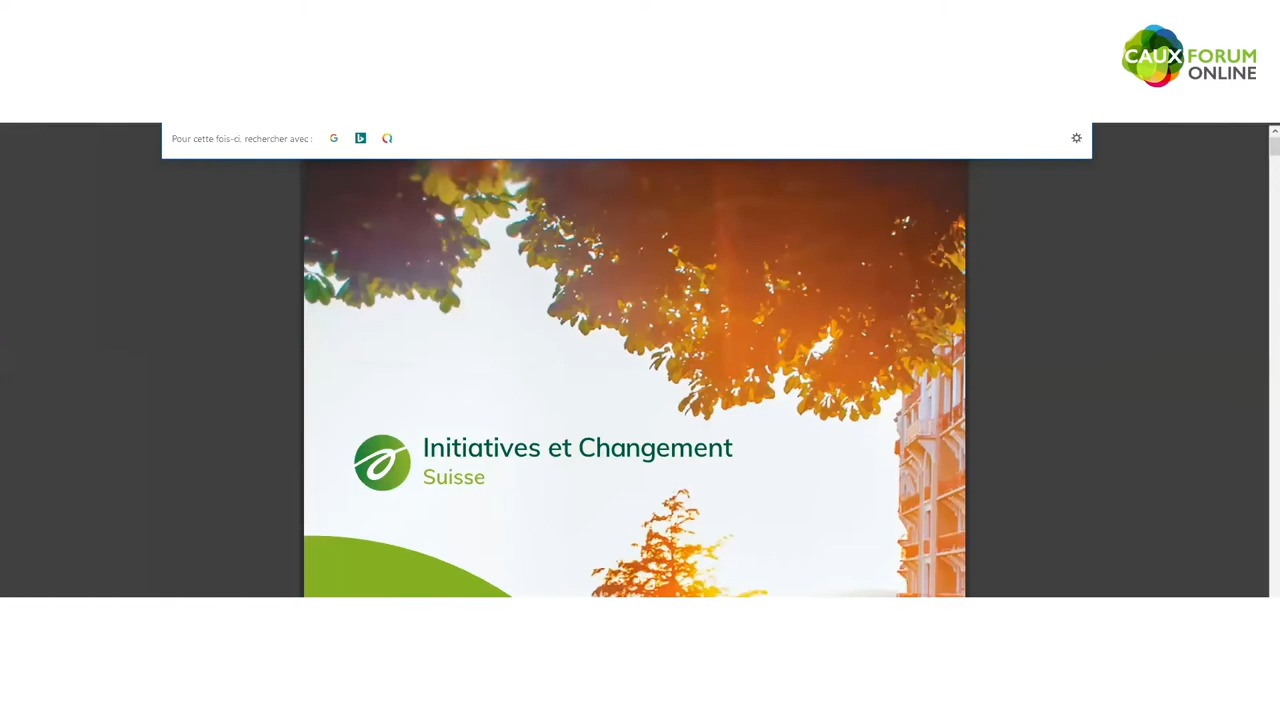 CAUX FORUM
ONLINE
Pour cette fois-ci, rechercher avec :
Initiatives et Changement
Suisse